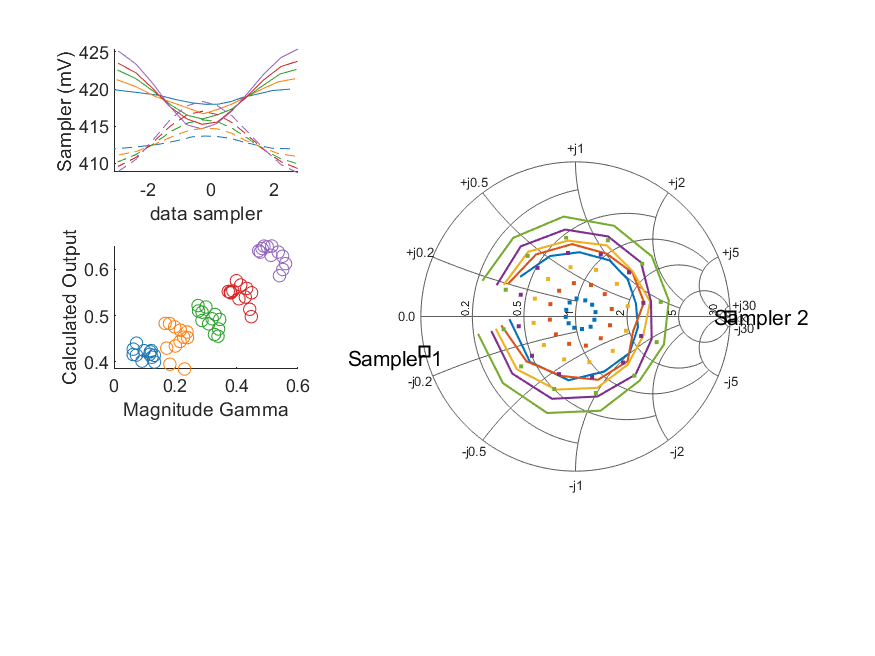 Sampler (mV)
425
420
415
410
-2
0
2
data sampler
Calculated Output
0.6
0.5
0.4
0
0.2
0.4
0.6
Magnitude Gamma
+j1
+j0.5
+j2
+j0.2
+j5
0.0
0.2
0.5
1
2
5
30
+j30
-j30
Sampler 2
Sampler 1
-j0.2
-j5
-j0.5
-j2
-j1